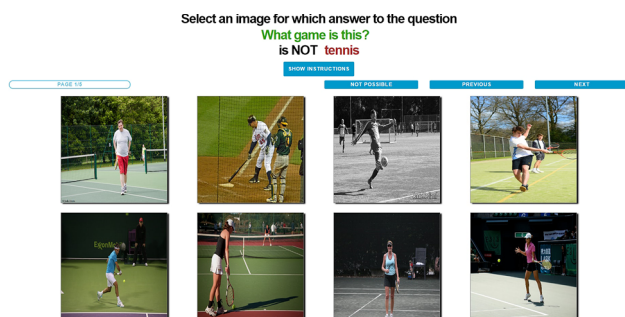 Select an image for which answer to the question
What game is this?
is NOT tennis
SHOW INSTRUCTIONS
PAGE 1/6
NOT POSSIBLE
PREVIOUS
NEXT